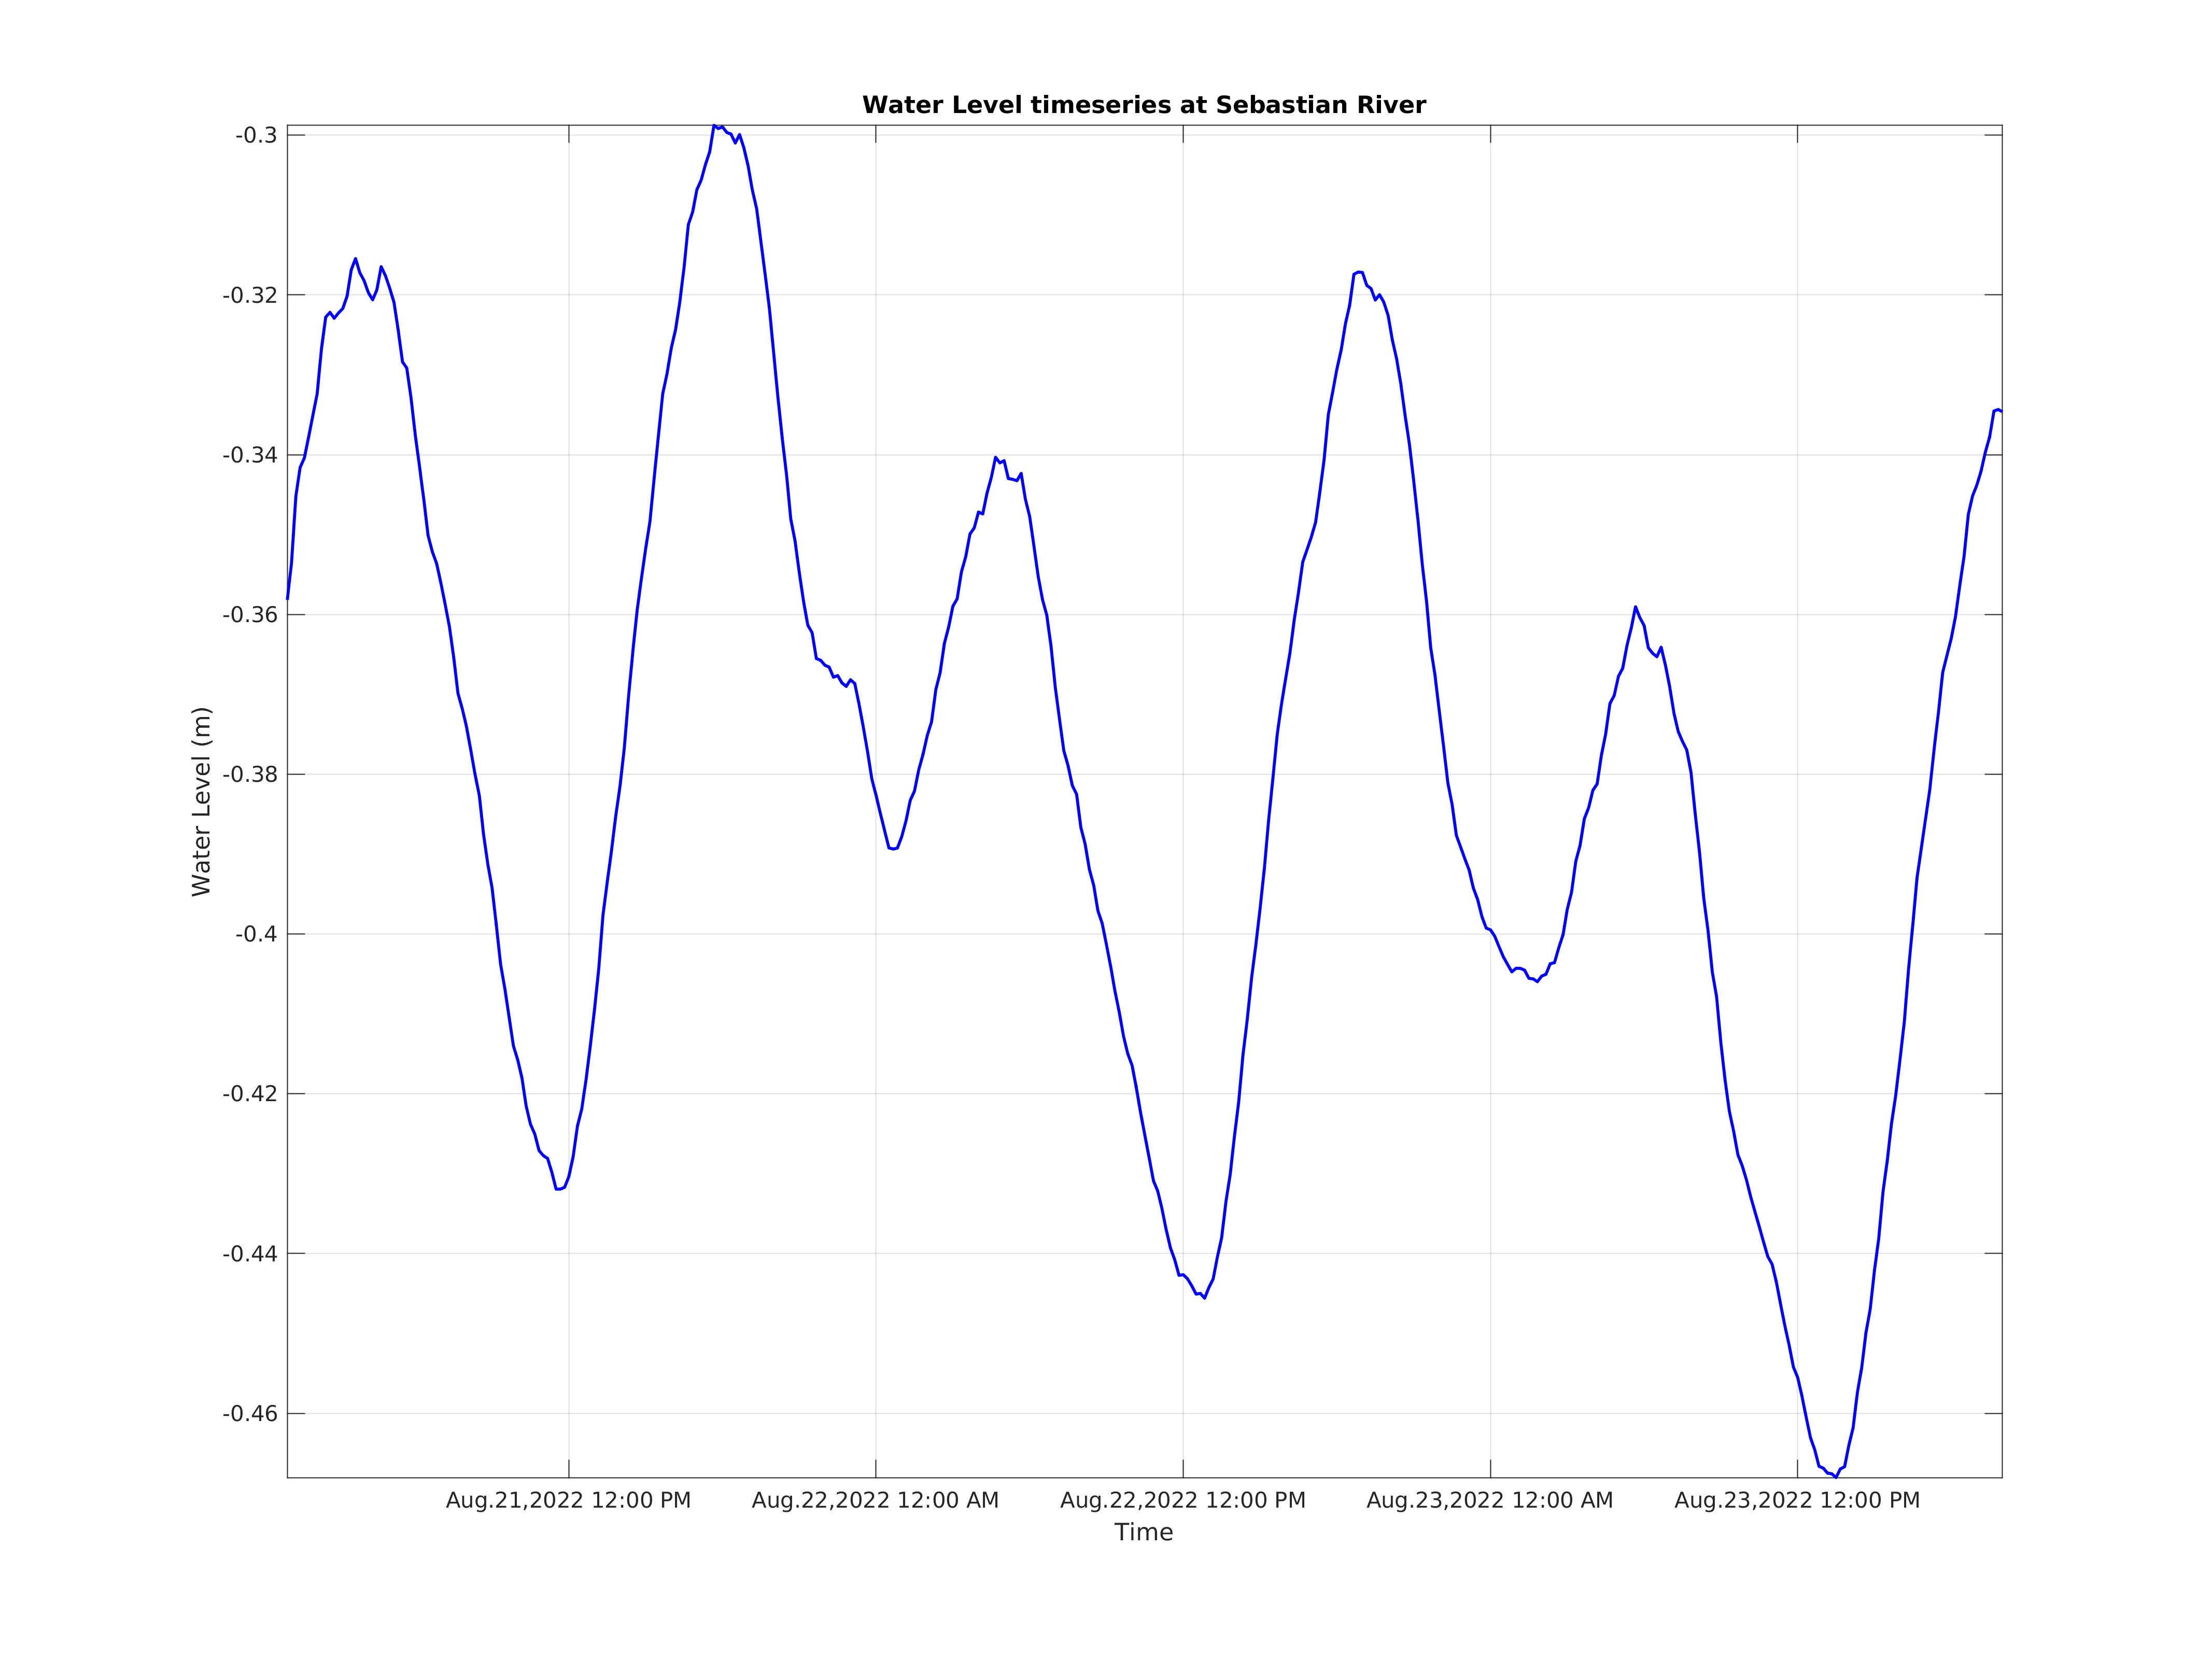 Water Level timeseries at Sebastian River
-0.3
-0.32
-0.34
-0.36
-0.38
-0.4
-0.42
-0.44
-0.46
Water Level (m)
Aug.21,2022 12:00 PM
Aug.22,2022 12:00 AM
Aug.22,2022 12:00 PM
Aug.23,2022 12:00 AM
Aug.23,2022 12:00 PM
Time